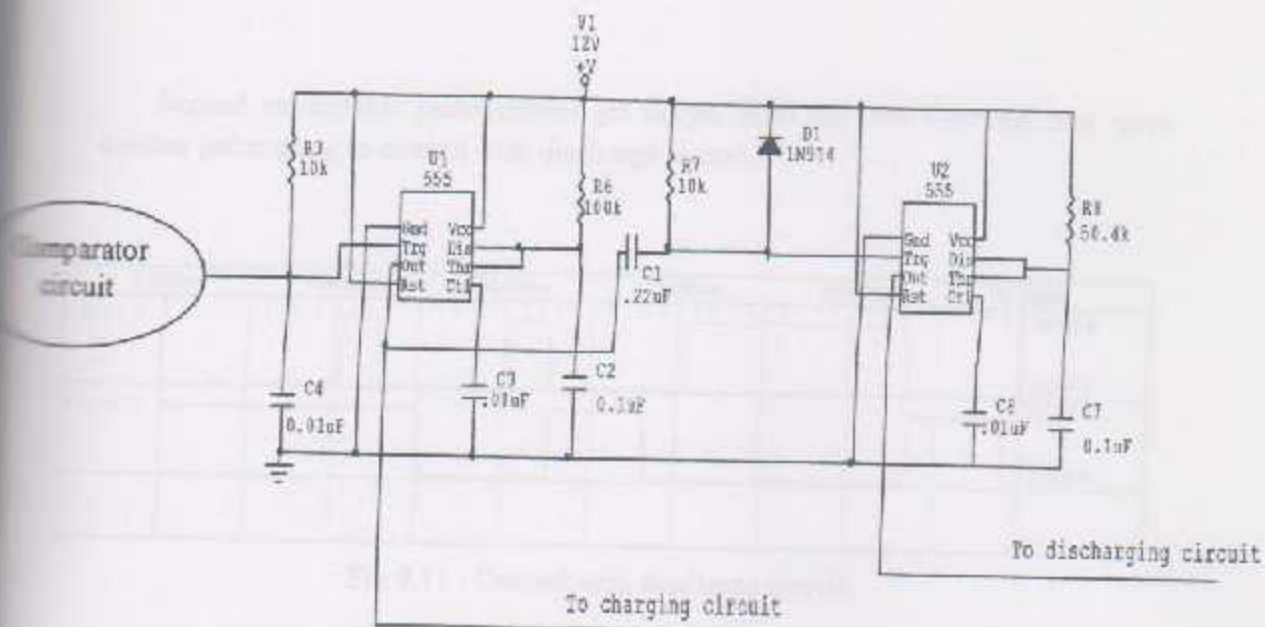 V1
12V
+V
R3
10k
U1
555
Gnd Vcc
Trg Dis
Out Thr
Rst Ctl
R6
100k
R7
10k
C1
.22uF
D1
1N914
U2
555
Gnd Vcc
Trg Dis
Out Thr
Rst Ctl
R8
50.4k
Comparator
circuit
C4
0.01uF
C3
.01uF
C2
0.1uF
.01uF
C7
0.1uF
To discharging circuit
To charging circuit